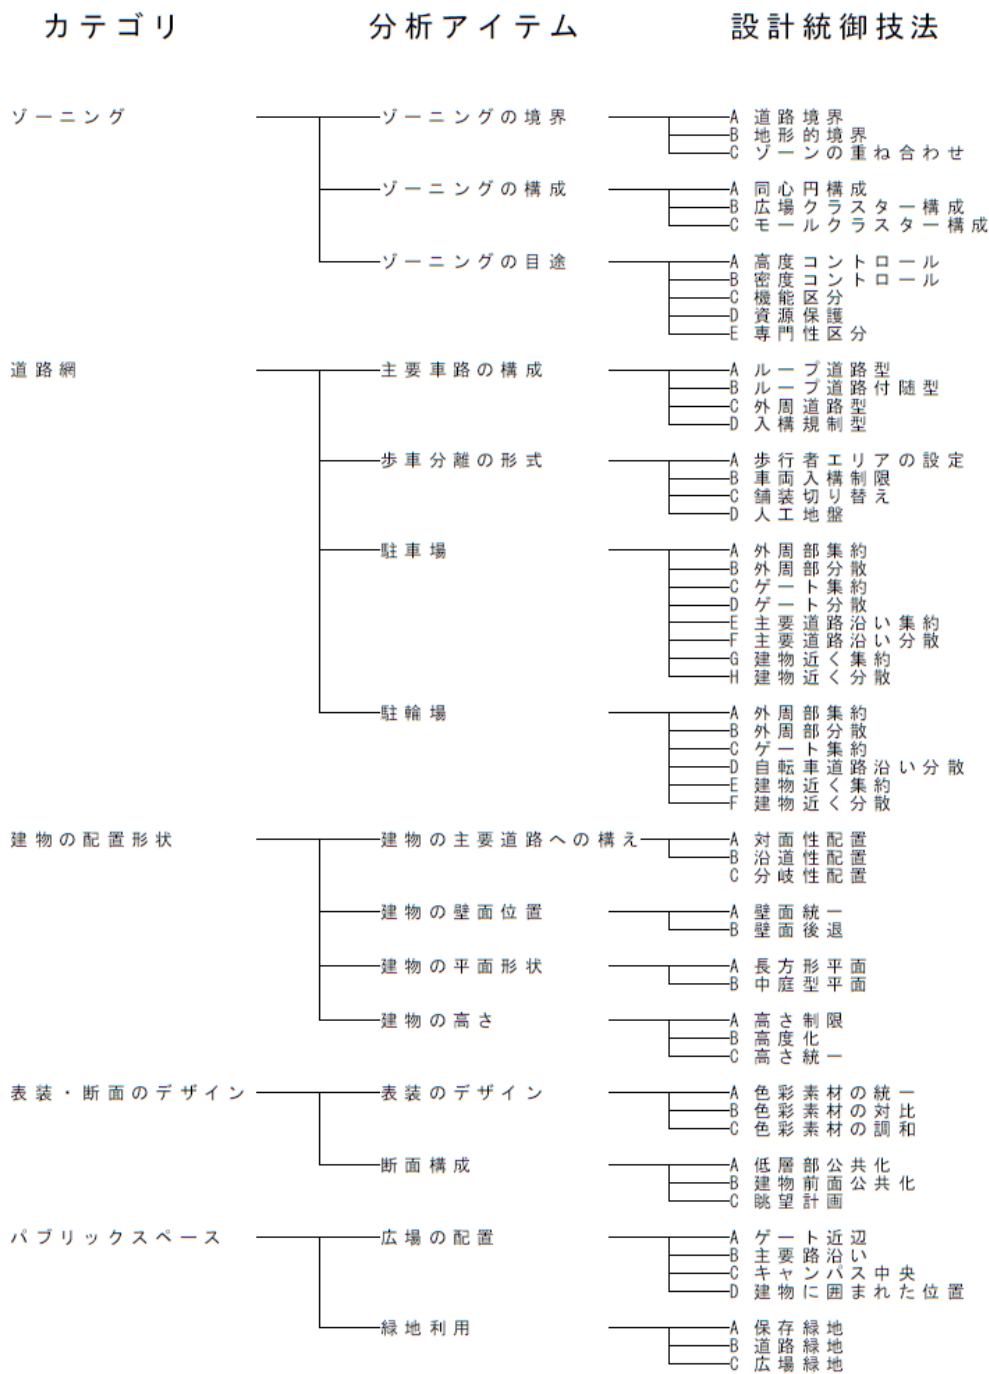 カテゴリ 分析アイテム 設計統御技法
ゾーニング ゾーニングの境界 A 道路境界
B 地形的境界
C ゾーンの重ね合わせ
ゾーニングの構成 A 同心円構成
B 広場クラスター構成
C モールクラスター構成
ゾーニングの目途 A 高度コントロール
B 密度コントロール
C 機能区分
D 資源保護
E 専門性区分
道路網 主要車路の構成 A ループ道路型
B ループ道路付随型
C 外周道路型
D 入構規制型
歩車分離の形式 A 歩行者エリアの設定
B 車両入構制限
C 舗装切り替え
D 人工地盤
駐車場 A 外周部集約
B 外周部分散
C ゲート集約
D ゲート分散
E 主要道路沿い集約
F 主要道路沿い分散
G 建物近く集約
H 建物近く分散
駐輪場 A 外周部集約
B 外周部分散
C ゲート集約
D 自転車道路沿い分散
E 建物近く集約
F 建物近く分散
建物の配置形状 建物の主要道路への構え A 対面性配置
B 沿道性配置
C 分岐性配置
建物の壁面位置 A 壁面統一
B 壁面後退
建物の平面形状 A 長方形平面
B 中庭型平面
建物の高さ A 高さ制限
B 高度化
C 高さ統一
表装・断面のデザイン 表装のデザイン A 色彩素材の統一
B 色彩素材の対比
C 色彩素材の調和
断面構成 A 低層部公共化
B 建物前面公共化
C 眺望計画
パブリックスペース 広場の配置 A ゲート近辺
B 主要路沿い
C キャンパス中央
D 建物に囲まれた位置
緑地利用 A 保存緑地
B 道路緑地
C 広場緑地